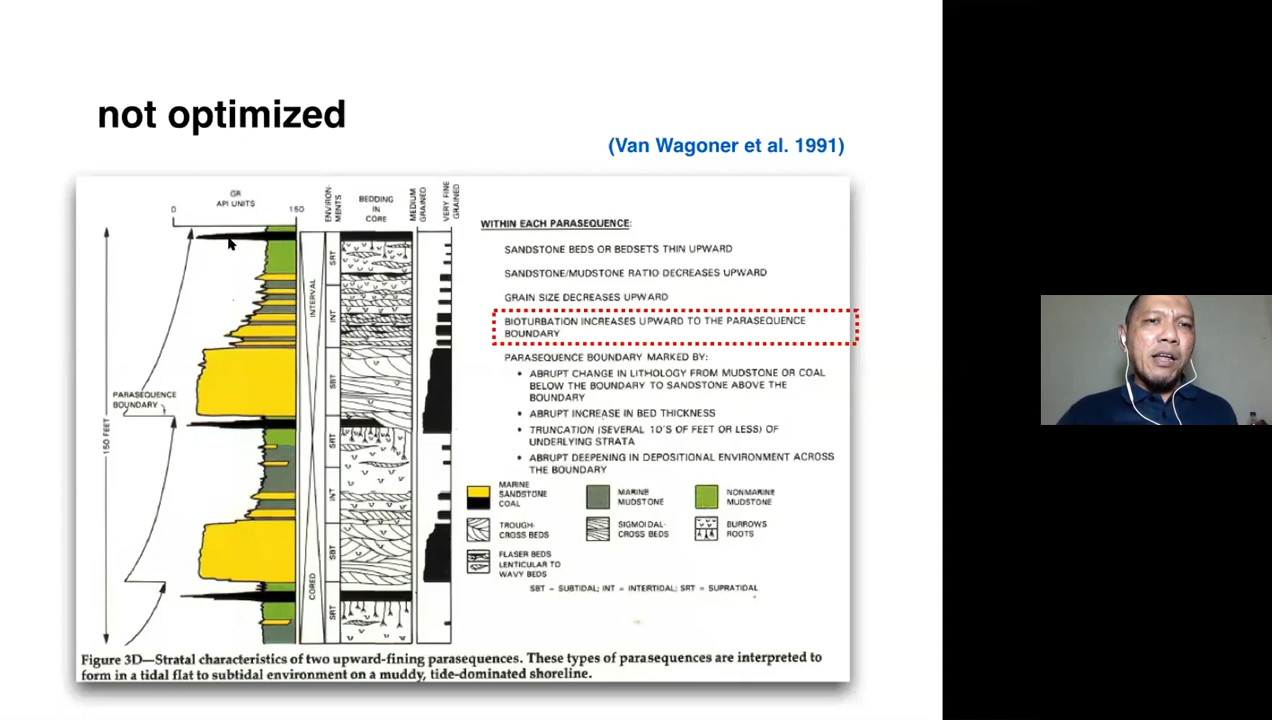 not optimized
(Van Wagoner et al. 1991)
GR
API UNITS
0
150
ENVIRON-
MENTS
BEDDING
IN
CORE
MEDIUM
GRAINED
VERY FINE
GRAINED
SRT
INTERVAL
INT
SBT
PARASEQUENCE
BOUNDARY
150 FEET
SRT
INT
SBT
CORED
SRT
WITHIN EACH PARASEQUENCE:
SANDSTONE BEDS OR BEDSETS THIN UPWARD
SANDSTONE/MUDSTONE RATIO DECREASES UPWARD
GRAIN SIZE DECREASES UPWARD
BIOTURBATION INCREASES UPWARD TO THE PARASEQUENCE
BOUNDARY
PARASEQUENCE BOUNDARY MARKED BY:
• ABRUPT CHANGE IN LITHOLOGY FROM MUDSTONE OR COAL
BELOW THE BOUNDARY TO SANDSTONE ABOVE THE
BOUNDARY
• ABRUPT INCREASE IN BED THICKNESS
• TRUNCATION (SEVERAL 10'S OF FEET OR LESS) OF
UNDERLYING STRATA
• ABRUPT DEEPENING IN DEPOSITIONAL ENVIRONMENT ACROSS
THE BOUNDARY
MARINE
SANDSTONE
COAL
MARINE
MUDSTONE
NONMARINE
MUDSTONE
TROUGH-
CROSS BEDS
SIGMOIDAL-
CROSS BEDS
BURROWS
ROOTS
FLASER BEDS
LENTICULAR TO
WAVY BEDS
SBT = SUBTIDAL; INT = INTERTIDAL; SRT = SUPRATIDAL
Figure 3D—Stratal characteristics of two upward-fining parasequences. These types of parasequences are interpreted to
form in a tidal flat to subtidal environment on a muddy, tide-dominated shoreline.